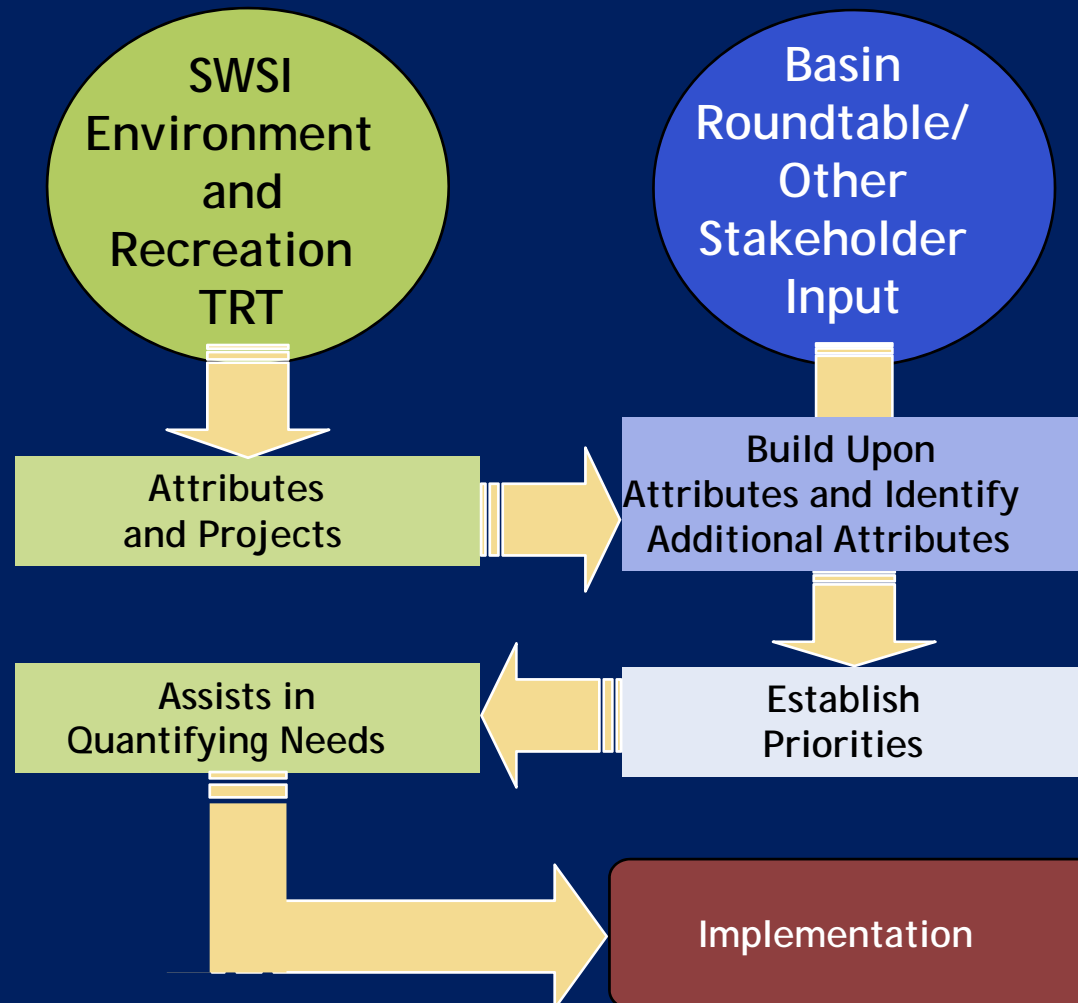 SWSI
Environment
and
Recreation
TRT
Basin
Roundtable/
Other
Stakeholder
Input
Attributes
and Projects
Build Upon
Attributes and Identify
Additional Attributes
Assists in
Quantifying Needs
Establish
Priorities
Implementation